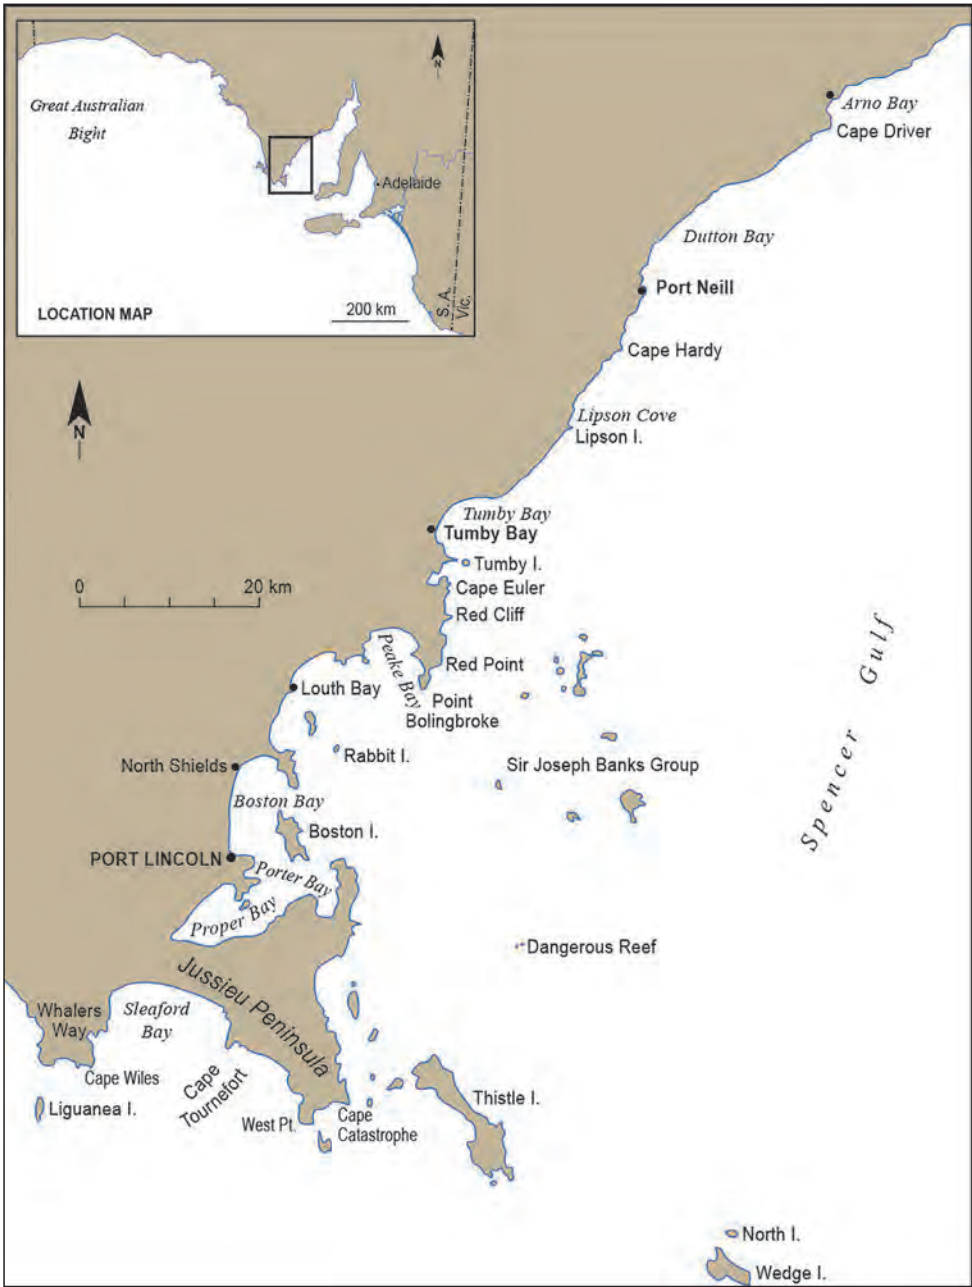 Great Australian
Bight
N
Adelaide
S.A.
Vic.
LOCATION MAP
200 km
Arno Bay
Cape Driver
Dutton Bay
Port Neill
Cape Hardy
Lipson Cove
Lipson I.
N
Tumby Bay
Tumby Bay
Tumby I.
0
20 km
Cape Euler
Red Cliff
Peake Bay
Red Point
Louth Bay
Point
Bolingbroke
Spencer Gulf
Rabbit I.
Sir Joseph Banks Group
North Shields
Boston Bay
Boston I.
PORT LINCOLN
Porter Bay
Proper Bay
Dangerous Reef
Jussieu Peninsula
Whalers
Way
Sleaford
Bay
Cape Wiles
Cape
Tournefort
Liguanea I.
West Pt.
Cape
Catastrophe
Thistle I.
North I.
Wedge I.